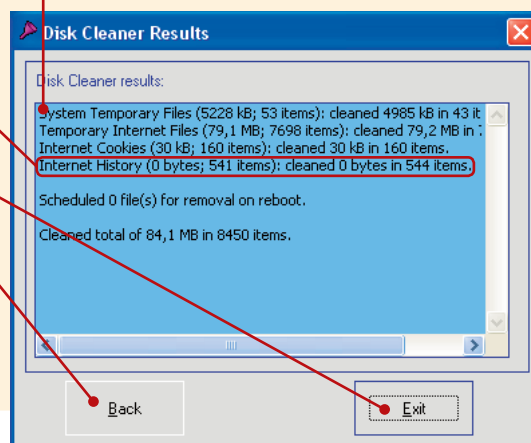 Disk Cleaner Results
Disk Cleaner results:
System Temporary Files (5228 kB; 53 items): cleaned 4985 kB in 43 it
Temporary Internet Files (79,1 MB; 7698 items): cleaned 79,2 MB in
Internet Cookies (30 kB; 160 items): cleaned 30 kB in 160 items.
Internet History (0 bytes; 541 items): cleaned 0 bytes in 544 items.
Scheduled 0 file(s) for removal on reboot.
Cleaned total of 84,1 MB in 8450 items.
Back
Exit